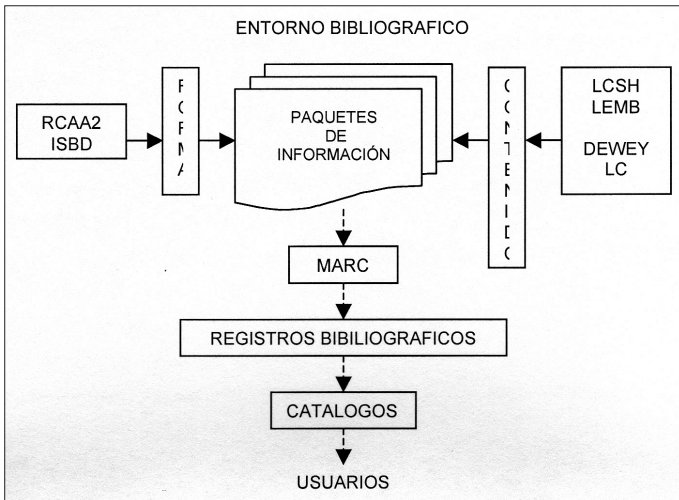 ENTORNO BIBLIOGRAFICO
RCAA2
ISBD
FORMA
PAQUETES
DE
INFORMACIÓN
CONTENIDO
LCSH
LEMB
DEWEY
LC
MARC
REGISTROS BIBILIOGRAFICOS
CATALOGOS
USUARIOS